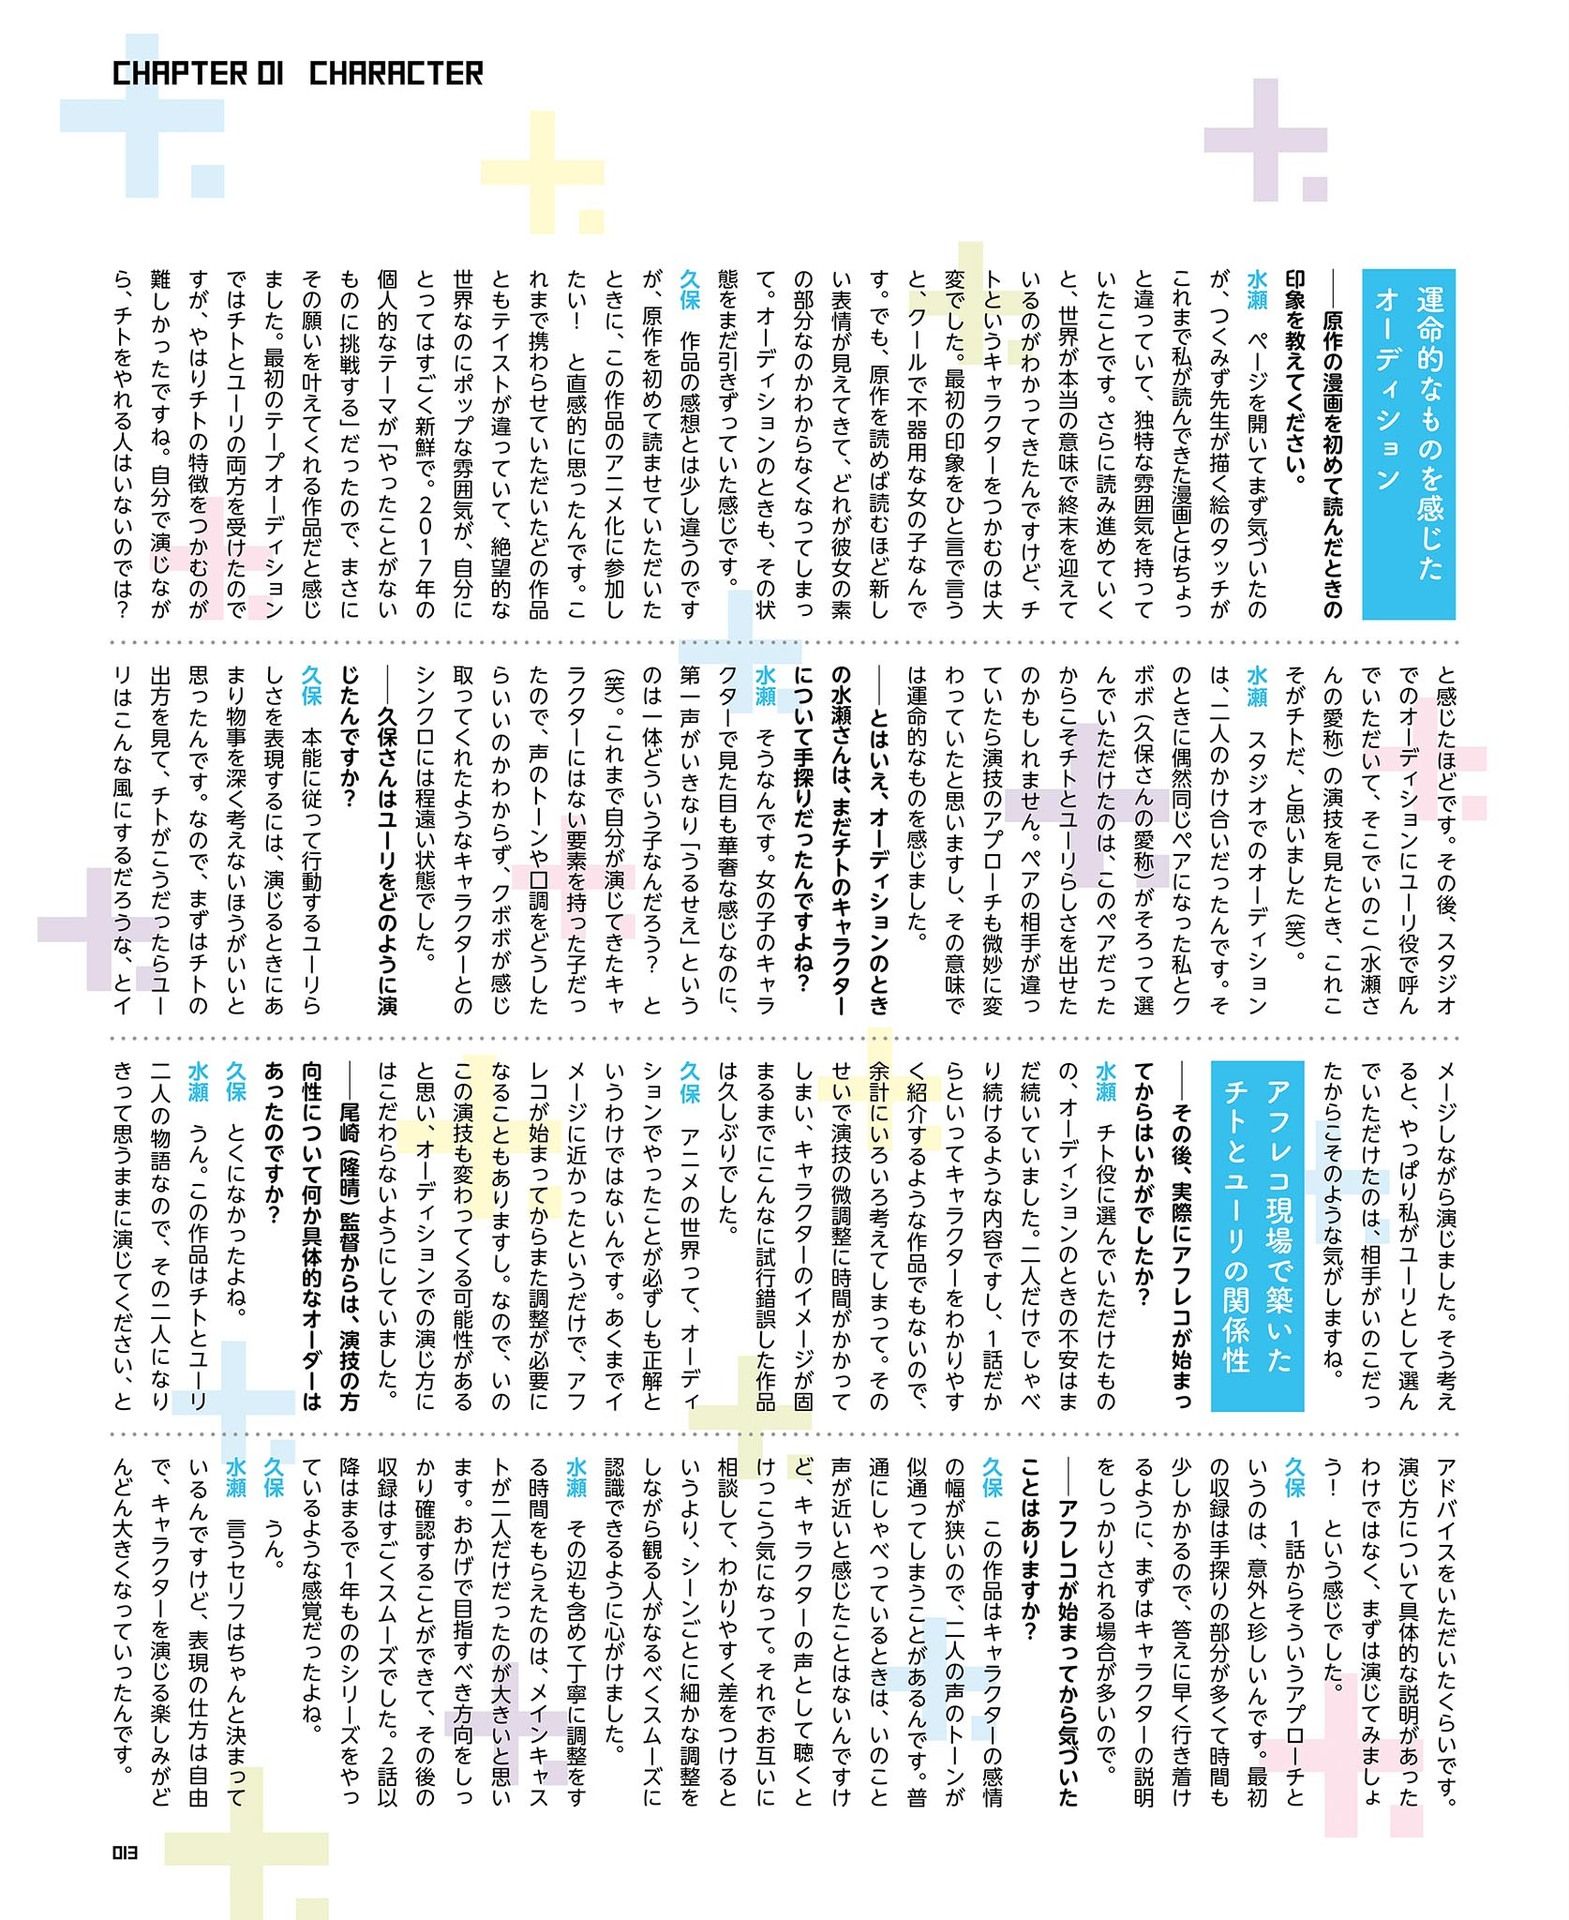 CHAPTER 01 CHARACTER
運命的なものを感じた
オーディション
――原作の漫画を初めて読んだときの
印象を教えてください。
水瀬　ページを開いてまず気づいたの
が、つくみず先生が描く絵のタッチが
これまで私が読んできた漫画とはちょっ
と違っていて、独特な雰囲気を持って
いたことです。さらに読み進めていく
と、世界が本当の意味で終末を迎えて
いるのがわかってきたんですけど、チ
トというキャラクターをつかむのは大
変でした。最初の印象をひと言で言う
と、クールで不器用な女の子なんで
す。でも、原作を読めば読むほど新し
い表情が見えてきて、どれが彼女の素
の部分なのかわからなくなってしまっ
て。オーディションのときも、その状
態をまだ引きずっていた感じです。
久保　作品の感想とは少し違うのです
が、原作を初めて読ませていただいた
ときに、この作品のアニメ化に参加し
たい！　と直感的に思ったんです。こ
れまで携わらせていただいたどの作品
ともテイストが違っていて、絶望的な
世界なのにポップな雰囲気が、自分に
とってはすごく新鮮で。2017年の
個人的なテーマが「やったことがない
ものに挑戦する」だったので、まさに
その願いを叶えてくれる作品だと感じ
ました。最初のテープオーディション
ではチトとユーリの両方を受けたので
すが、やはりチトの特徴をつかむのが
難しかったですね。自分で演じなが
ら、チトをやれる人はいないのでは？
と感じたほどです。その後、スタジオ
でのオーディションにユーリ役で呼ん
でいただいて、そこでいのこ（水瀬さ
んの愛称）の演技を見たとき、これこ
そがチトだ、と思いました（笑）。
水瀬　スタジオでのオーディション
は、二人のかけ合いだったんです。そ
のときに偶然同じペアになった私とク
ボボ（久保さんの愛称）がそろって選
んでいただけたのは、このペアだった
からこそチトとユーリらしさを出せた
のかもしれません。ペアの相手が違っ
ていたら演技のアプローチも微妙に変
わっていたと思いますし、その意味で
は運命的なものを感じました。
――とはいえ、オーディションのとき
の水瀬さんは、まだチトのキャラクター
について手探りだったんですよね？
水瀬　そうなんです。女の子のキャラ
クターで見た目も華奢な感じなのに、
第一声がいきなり「うるせえ」という
のは一体どういう子なんだろう？　と
（笑）。これまで自分が演じてきたキャ
ラクターにはない要素を持った子だっ
たので、声のトーンや口調をどうした
らいいのかわからず、クボボが感じ
取ってくれたようなキャラクターとの
シンクロには程遠い状態でした。
――久保さんはユーリをどのように演
じたんですか？
久保　本能に従って行動するユーリら
しさを表現するには、演じるときにあ
まり物事を深く考えないほうがいいと
思ったんです。なので、まずはチトの
出方を見て、チトがこうだったらユー
リはこんな風にするだろうな、とイ
メージしながら演じました。そう考え
ると、やっぱり私がユーリとして選ん
でいただけたのは、相手がいのこだっ
たからこそのような気がしますね。
アフレコ現場で築いた
チトとユーリの関係性
――その後、実際にアフレコが始まっ
てからはいかがでしたか？
水瀬　チト役に選んでいただけたもの
の、オーディションのときの不安はま
だ続いていました。二人だけでしゃべ
り続けるような内容ですし、1話だか
らといってキャラクターをわかりやす
く紹介するような作品でもないので、
余計にいろいろ考えてしまって。その
せいで演技の微調整に時間がかかって
しまい、キャラクターのイメージが固
まるまでにこんなに試行錯誤した作品
は久しぶりでした。
久保　アニメの世界って、オーディ
ションでやったことが必ずしも正解と
いうわけではないんです。あくまでイ
メージに近かったというだけで、アフ
レコが始まってからまた調整が必要に
なることもありますし。なので、いの
この演技も変わってくる可能性がある
と思い、オーディションでの演じ方に
はこだわらないようにしていました。
――尾崎（隆晴）監督からは、演技の方
向性について何か具体的なオーダーは
あったのですか？
久保　とくになかったよね。
水瀬　うん。この作品はチトとユーリ
二人の物語なので、その二人になり
きって思うままに演じてください、と
アドバイスをいただいたくらいです。
演じ方について具体的な説明があった
わけではなく、まずは演じてみましょ
う！　という感じでした。
久保　1話からそういうアプローチと
いうのは、意外と珍しいんです。最初
の収録は手探りの部分が多くて時間も
少しかかるので、答えに早く行き着け
るように、まずはキャラクターの説明
をしっかりされる場合が多いので。
――アフレコが始まってから気づいた
ことはありますか？
久保　この作品はキャラクターの感情
の幅が狭いので、二人の声のトーンが
似通ってしまうことがあるんです。普
通にしゃべっているときは、いのこと
声が近いと感じたことはないんですけ
ど、キャラクターの声として聴くと
けっこう気になって。それでお互いに
相談して、わかりやすく差をつけると
いうより、シーンごとに細かな調整を
しながら観る人がなるべくスムーズに
認識できるように心がけました。
水瀬　その辺も含めて丁寧に調整をす
る時間をもらえたのは、メインキャス
トが二人だけだったのが大きいと思い
ます。おかげで目指すべき方向をしっ
かり確認することができて、その後の
収録はすごくスムーズでした。2話以
降はまるで1年もののシリーズをやっ
ているような感覚だったよね。
久保　うん。
水瀬　言うセリフはちゃんと決まって
いるんですけど、表現の仕方は自由
で、キャラクターを演じる楽しみがど
んどん大きくなっていったんです。
013